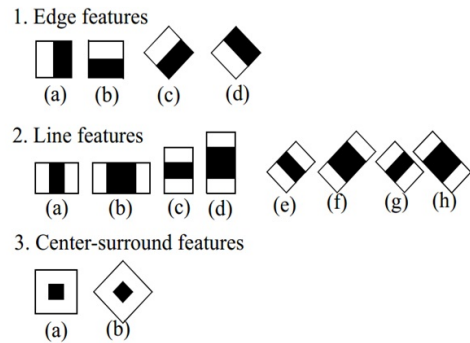 1. Edge features
(a) (b) (c) (d)
2. Line features
(a) (b) (c) (d) (e) (f) (g) (h)
3. Center-surround features
(a) (b)